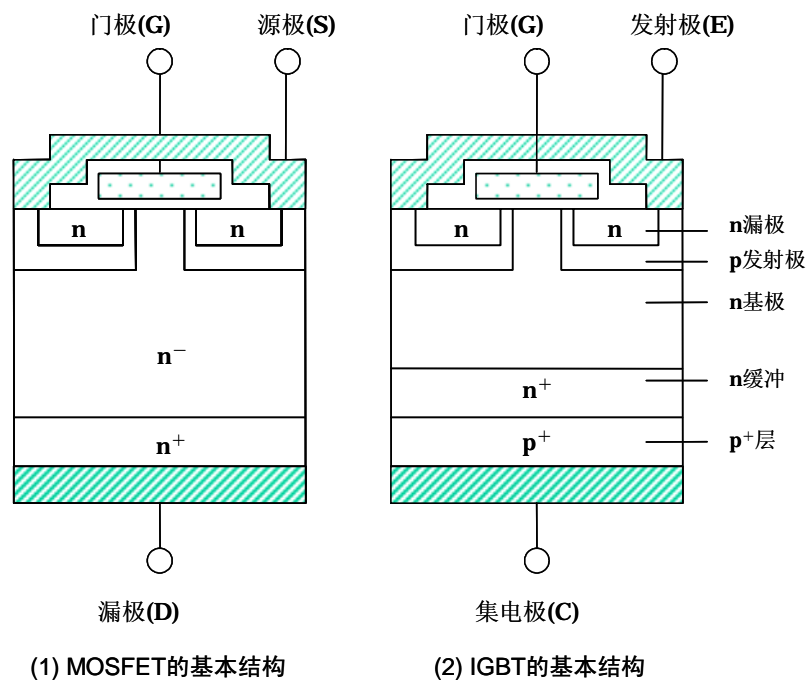 门极(G) 源极(S) 门极(G) 发射极(E)
n n n n n漏极
p发射极
n基极
n⁻
n⁺ n缓冲
n⁺ p⁺ p⁺层
漏极(D) 集电极(C)
(1) MOSFET的基本结构 (2) IGBT的基本结构